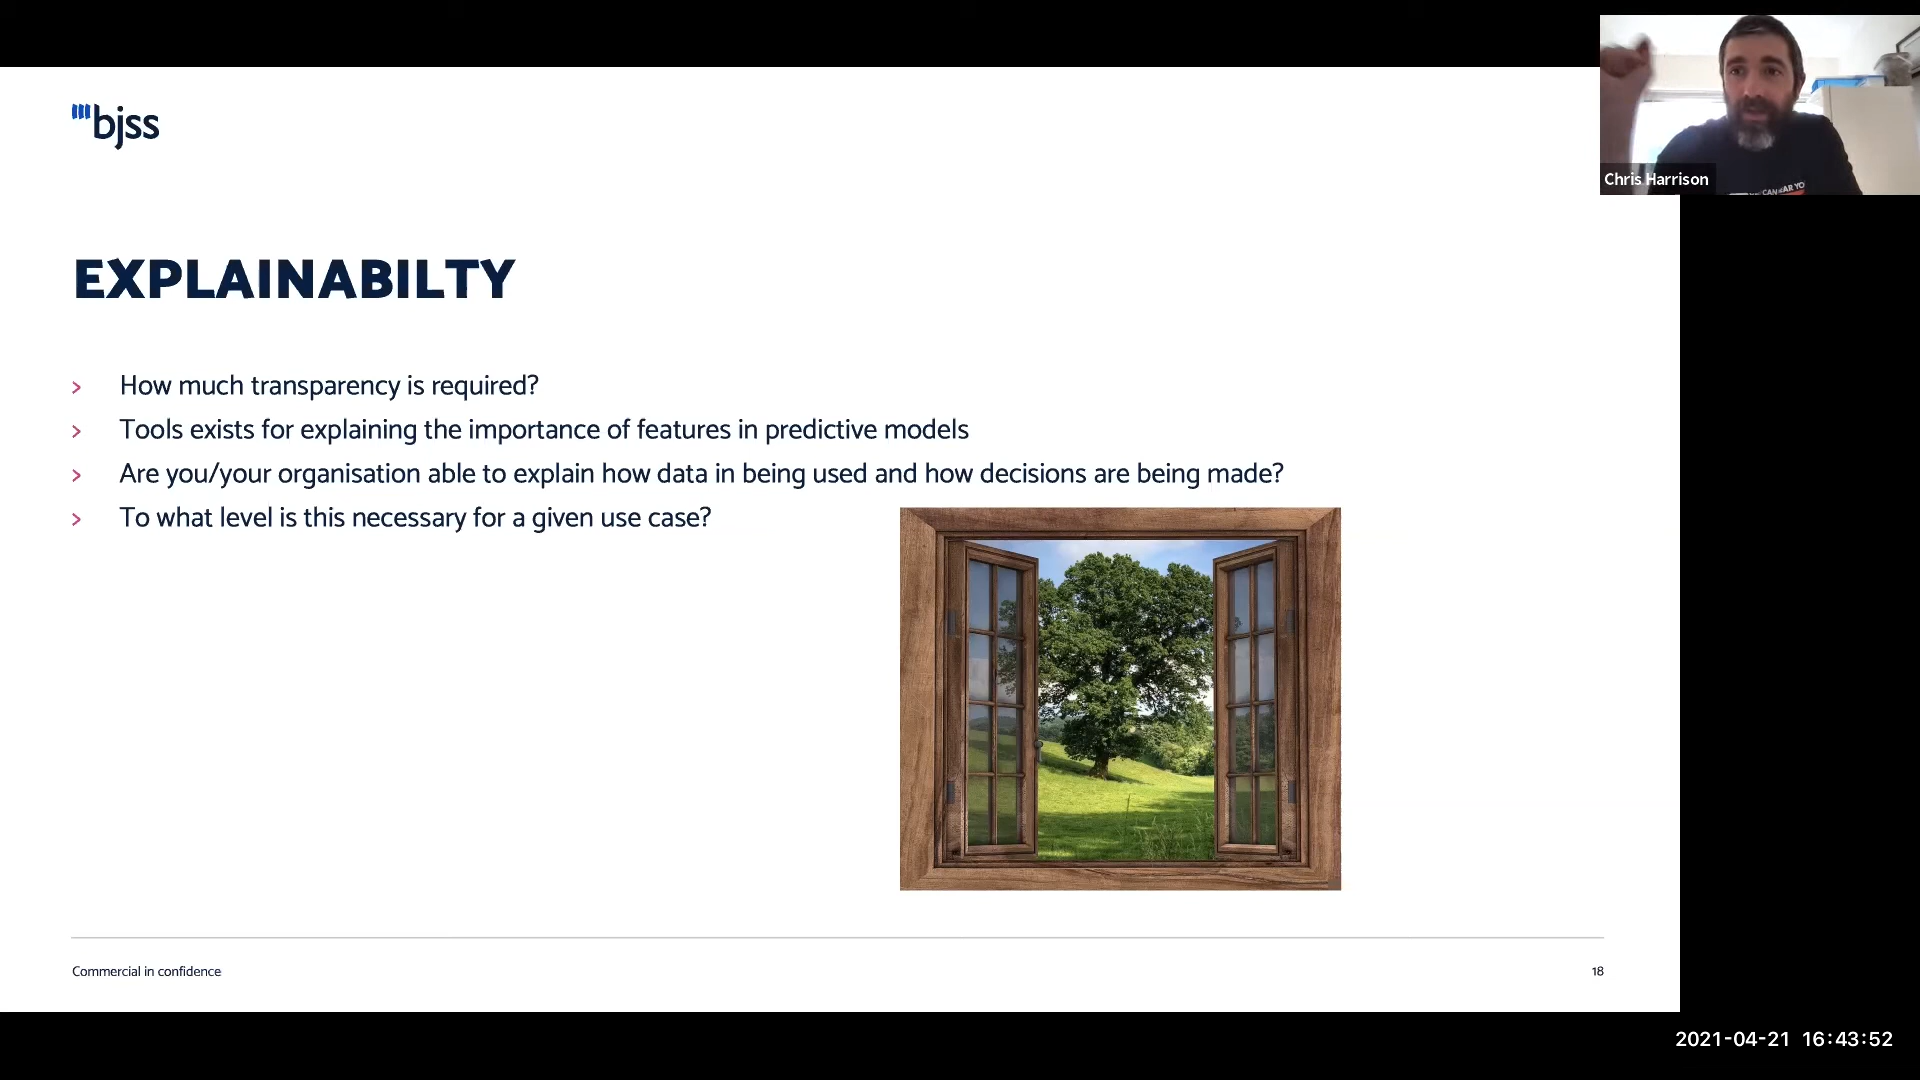 bjss
Chris Harrison
EXPLAINABILTY
> How much transparency is required?
> Tools exists for explaining the importance of features in predictive models
> Are you/your organisation able to explain how data in being used and how decisions are being made?
> To what level is this necessary for a given use case?
Commercial in confidence
18
2021-04-21 16:43:52